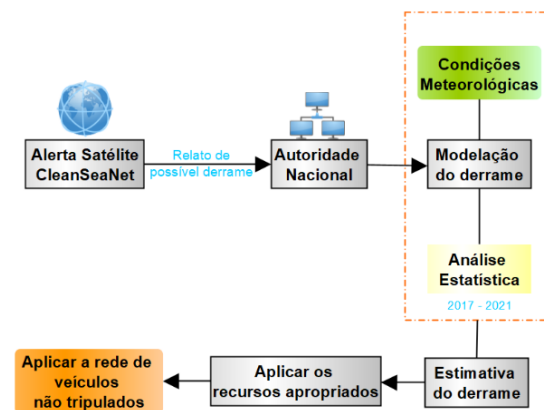 Condições
Meteorológicas
Alerta Satélite
CleanSeaNet
Relato de
possível derrame
Autoridade
Nacional
Modelação
do derrame
Análise
Estatística
2017 - 2021
Aplicar a rede de
veículos
não tripulados
Aplicar os
recursos apropriados
Estimativa
do derrame